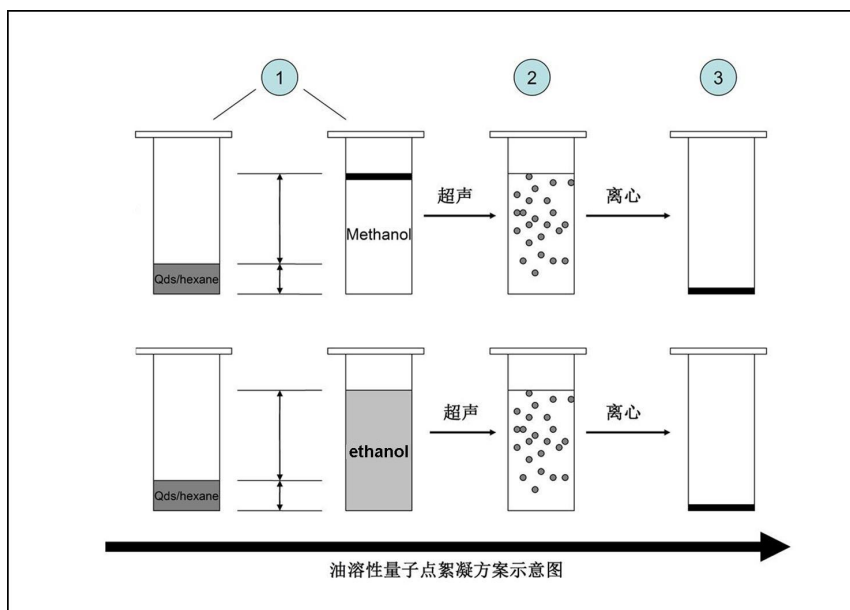 1
2
3
Qds/hexane
Methanol
超声
离心
Qds/hexane
ethanol
超声
离心
油溶性量子点絮凝方案示意图